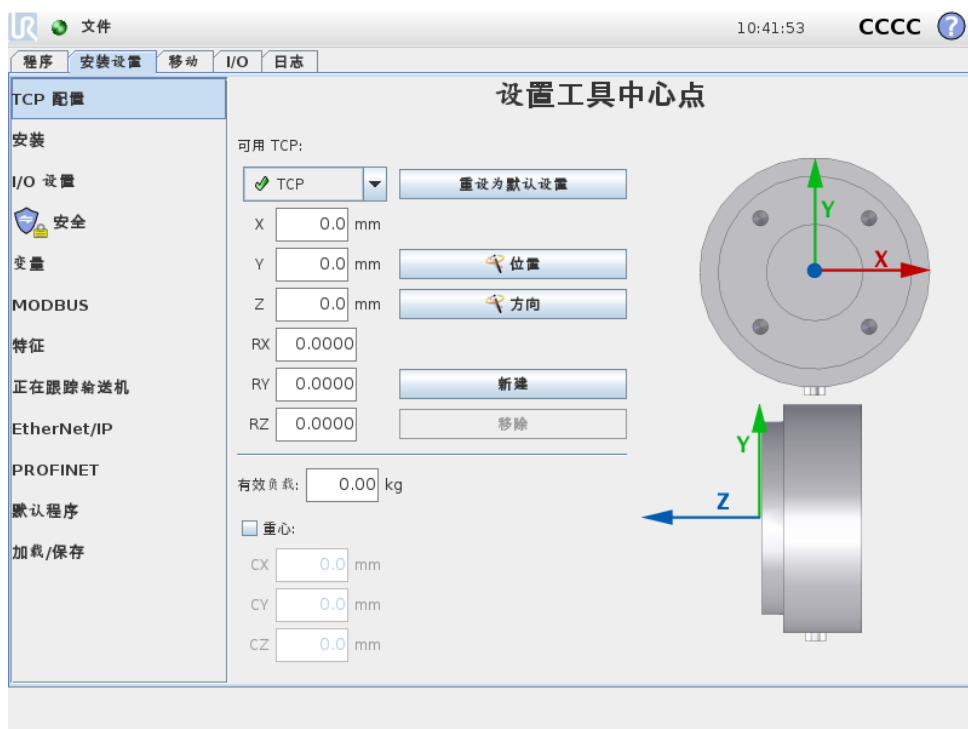 UR 文件 10:41:53 CCCC ?
程序 安装设置 移动 I/O 日志
TCP 配置
安装
I/O 设置
安全
变量
MODBUS
特征
正在跟踪输送机
EtherNet/IP
PROFINET
默认程序
加载/保存
设置工具中心点
可用 TCP:
TCP 重设为默认设置
X 0.0 mm
Y 0.0 mm 位置
Z 0.0 mm 方向
RX 0.0000
RY 0.0000 新建
RZ 0.0000 移除
有效负载: 0.00 kg
重心:
CX 0.0 mm
CY 0.0 mm
CZ 0.0 mm
Y
X
Y
Z